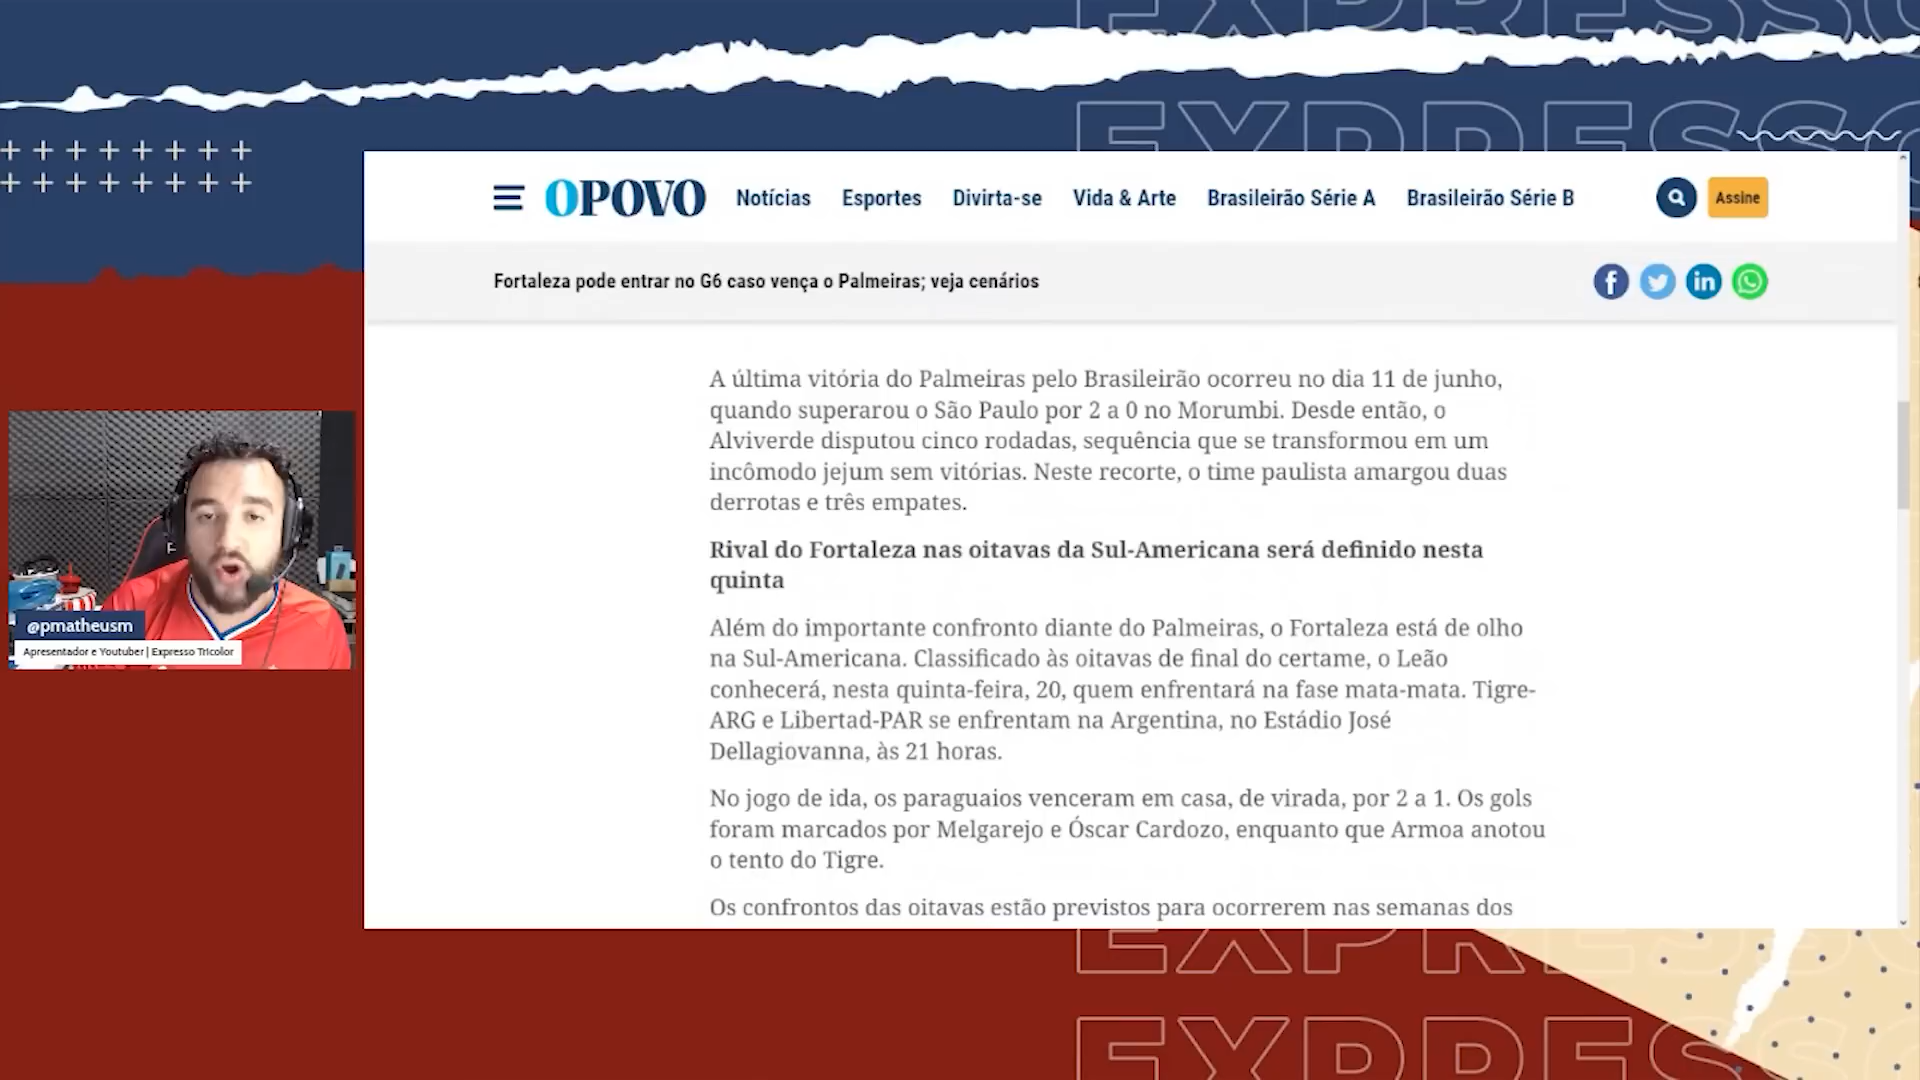 EXPRESSO
EXPRESSO
OPOVO
Notícias
Esportes
Divirta-se
Vida & Arte
Brasileirão Série A
Brasileirão Série B
Assine
Fortaleza pode entrar no G6 caso vença o Palmeiras; veja cenários
f
in
A última vitória do Palmeiras pelo Brasileirão ocorreu no dia 11 de junho,
quando superarou o São Paulo por 2 a 0 no Morumbi. Desde então, o
Alviverde disputou cinco rodadas, sequência que se transformou em um
incômodo jejum sem vitórias. Neste recorte, o time paulista amargou duas
derrotas e três empates.
Rival do Fortaleza nas oitavas da Sul-Americana será definido nesta
quinta
Além do importante confronto diante do Palmeiras, o Fortaleza está de olho
na Sul-Americana. Classificado às oitavas de final do certame, o Leão
conhecerá, nesta quinta-feira, 20, quem enfrentará na fase mata-mata. Tigre-
ARG e Libertad-PAR se enfrentam na Argentina, no Estádio José
Dellagiovanna, às 21 horas.
No jogo de ida, os paraguaios venceram em casa, de virada, por 2 a 1. Os gols
foram marcados por Melgarejo e Óscar Cardozo, enquanto que Armoa anotou
o tento do Tigre.
Os confrontos das oitavas estão previstos para ocorrerem nas semanas dos
@pmatheusm
Apresentador e Youtuber | Expresso Tricolor
EXPRESSO
EXPRESSO